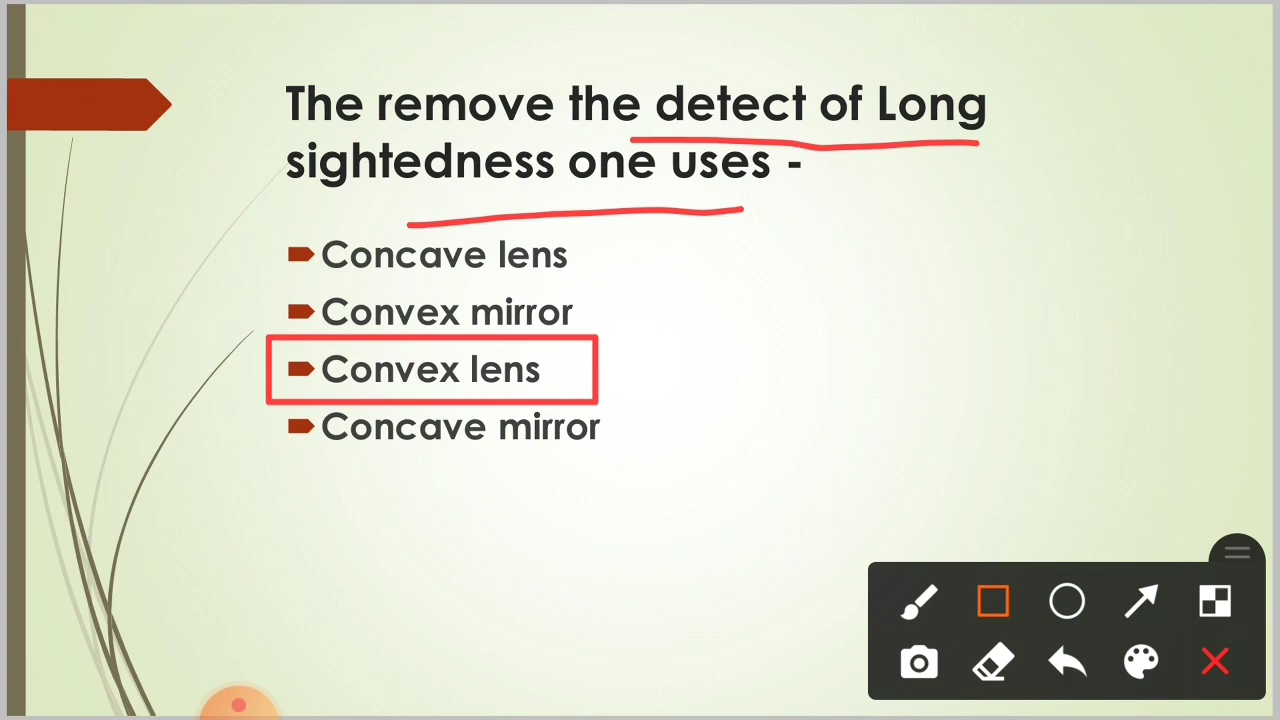 The remove the detect of Long
sightedness one uses -
Concave lens
Convex mirror
Convex lens
Concave mirror